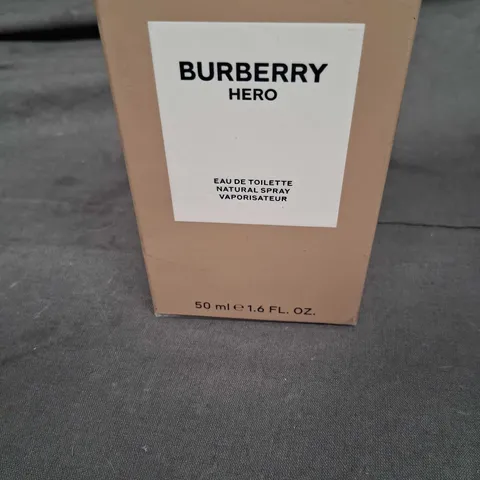 BURBERRY
HERO
EAU DE TOILETTE
NATURAL SPRAY
VAPORISATEUR
50 ml ℮ 1.6 FL. OZ.